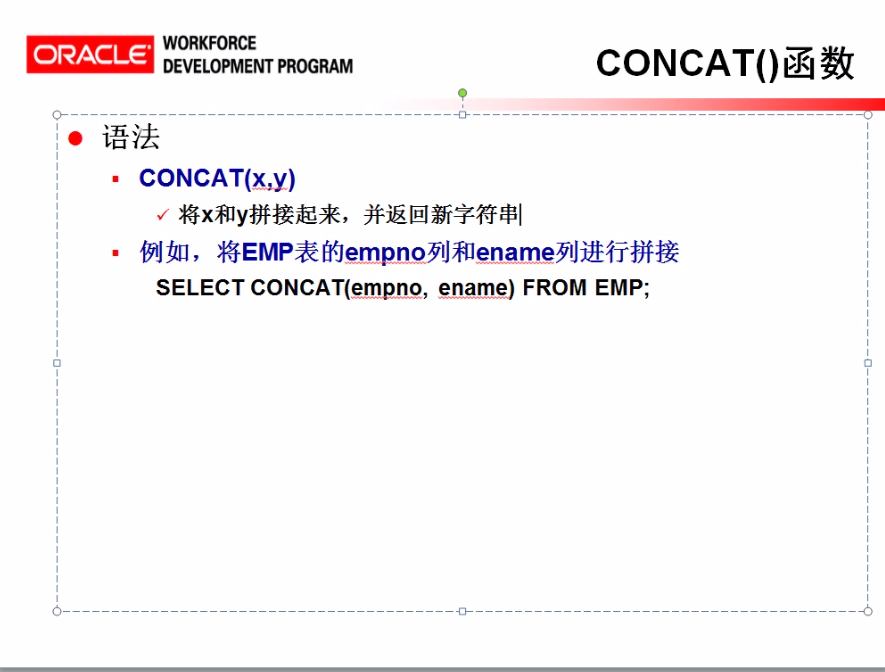 ORACLE WORKFORCE
DEVELOPMENT PROGRAM
CONCAT()函数
语法
CONCAT(x,y)
将x和y拼接起来，并返回新字符串
例如，将EMP表的empno列和ename列进行拼接
SELECT CONCAT(empno, ename) FROM EMP;